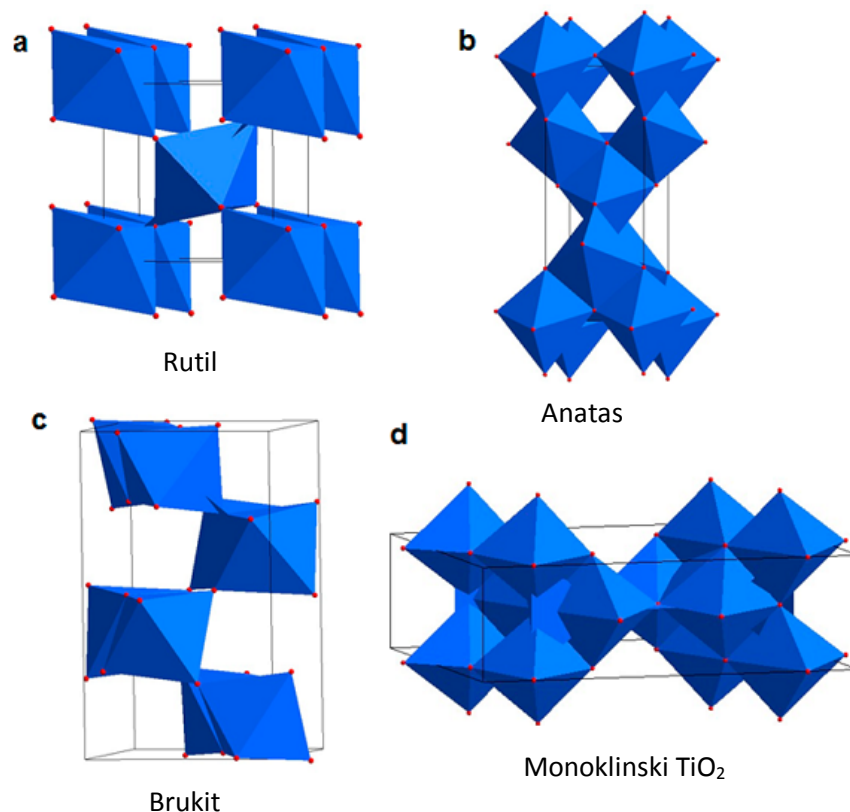 a
Rutil
b
Anatas
c
Brukit
d
Monoklinski TiO₂